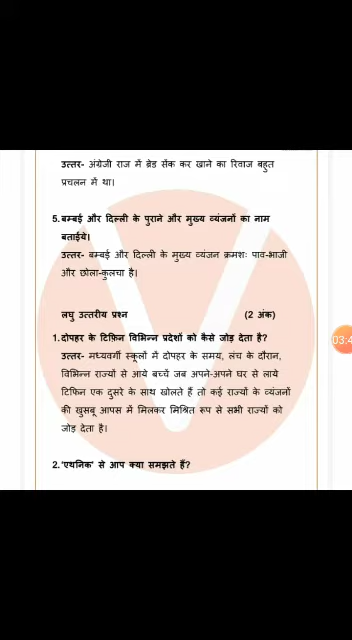 उत्तर- अंग्रेजी राज में ब्रेड सेंक कर खाने का रिवाज बहुत
प्रचलन में था।
5. बम्बई और दिल्ली के पुराने और मुख्य व्यंजनों का नाम
बताईये।
उत्तर- बम्बई और दिल्ली के मुख्य व्यंजन क्रमशः पाव-भाजी
और छोला-कुलचा है।
लघु उत्तरीय प्रश्न (2 अंक)
1. दोपहर के टिफ़िन विभिन्न प्रदेशों को कैसे जोड़ देता है?
उत्तर- मध्यवर्गी स्कूलों में दोपहर के समय, लंच के दौरान,
विभिन्न राज्यों से आये बच्चें जब अपने-अपने घर से लाये
टिफिन एक दुसरे के साथ खोलते हैं तो कई राज्यों के व्यंजनों
की खुसबू आपस में मिलकर मिश्रित रूप से सभी राज्यों को
जोड़ देता है।
2. 'एथनिक' से आप क्या समझते हैं?